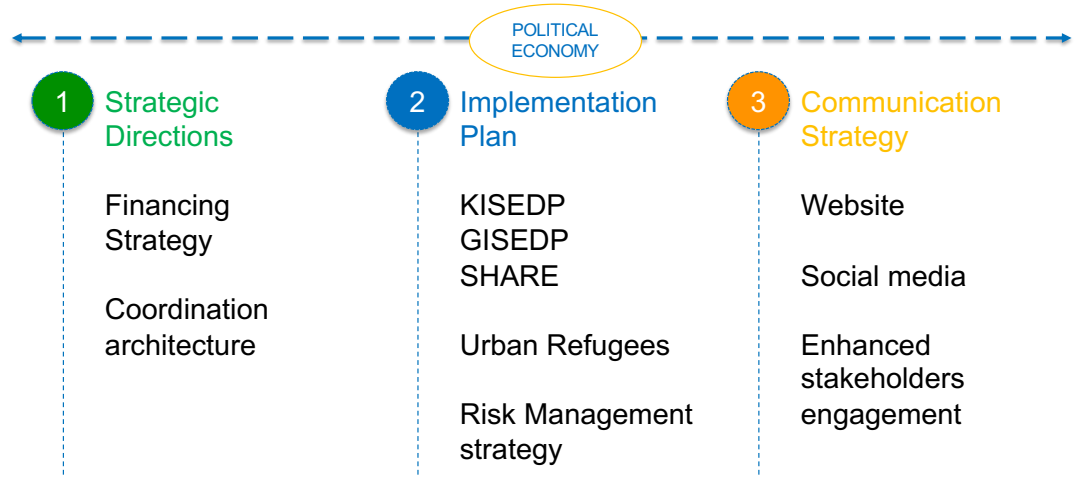 POLITICAL
ECONOMY
1
Strategic
Directions
Financing
Strategy
Coordination
architecture
2
Implementation
Plan
KISEDP
GISEDP
SHARE
Urban Refugees
Risk Management
strategy
3
Communication
Strategy
Website
Social media
Enhanced
stakeholders
engagement